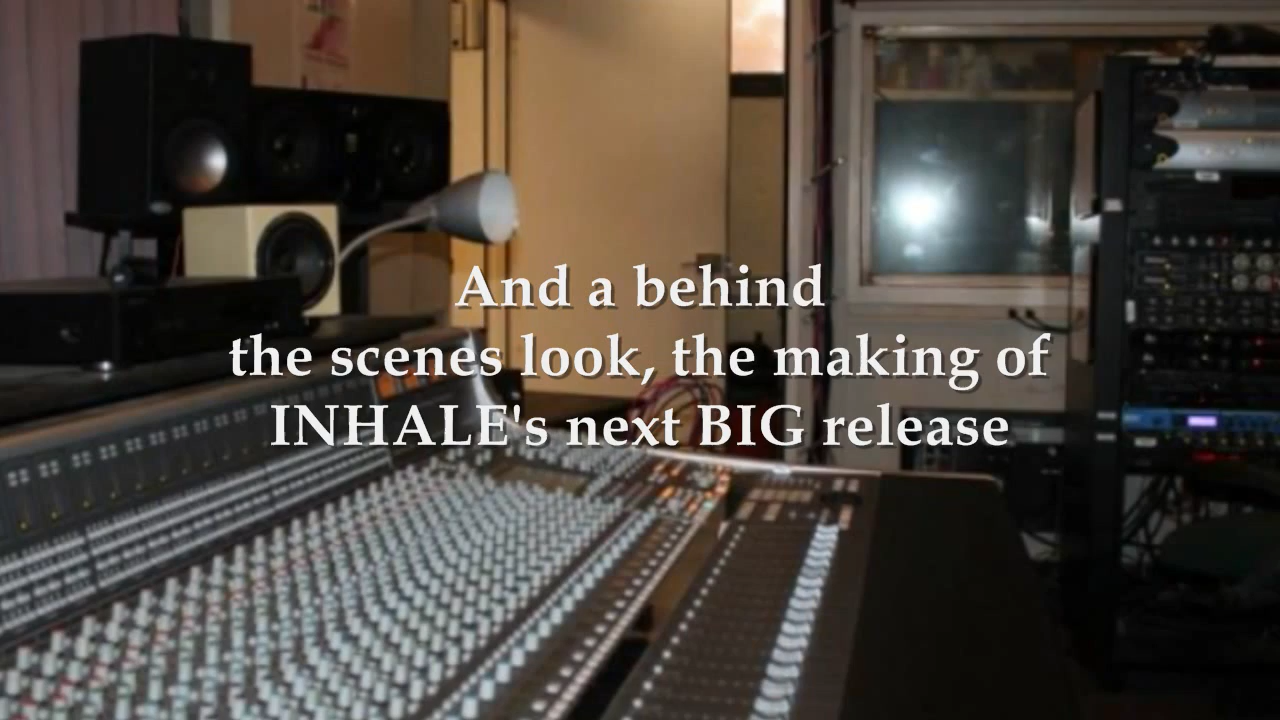 And a behind
the scenes look, the making of
INHALE's next BIG release